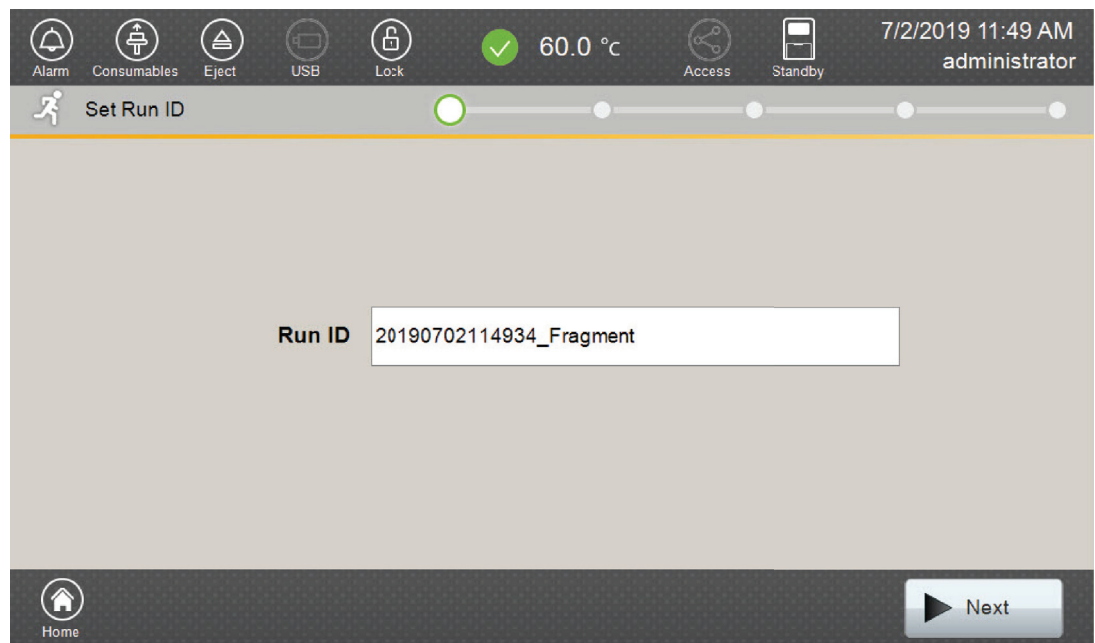 Alarm
Consumables
Eject
USB
Lock
60.0 °c
Access
Standby
7/2/2019 11:49 AM
administrator
Set Run ID
Run ID
20190702114934_Fragment
Home
Next